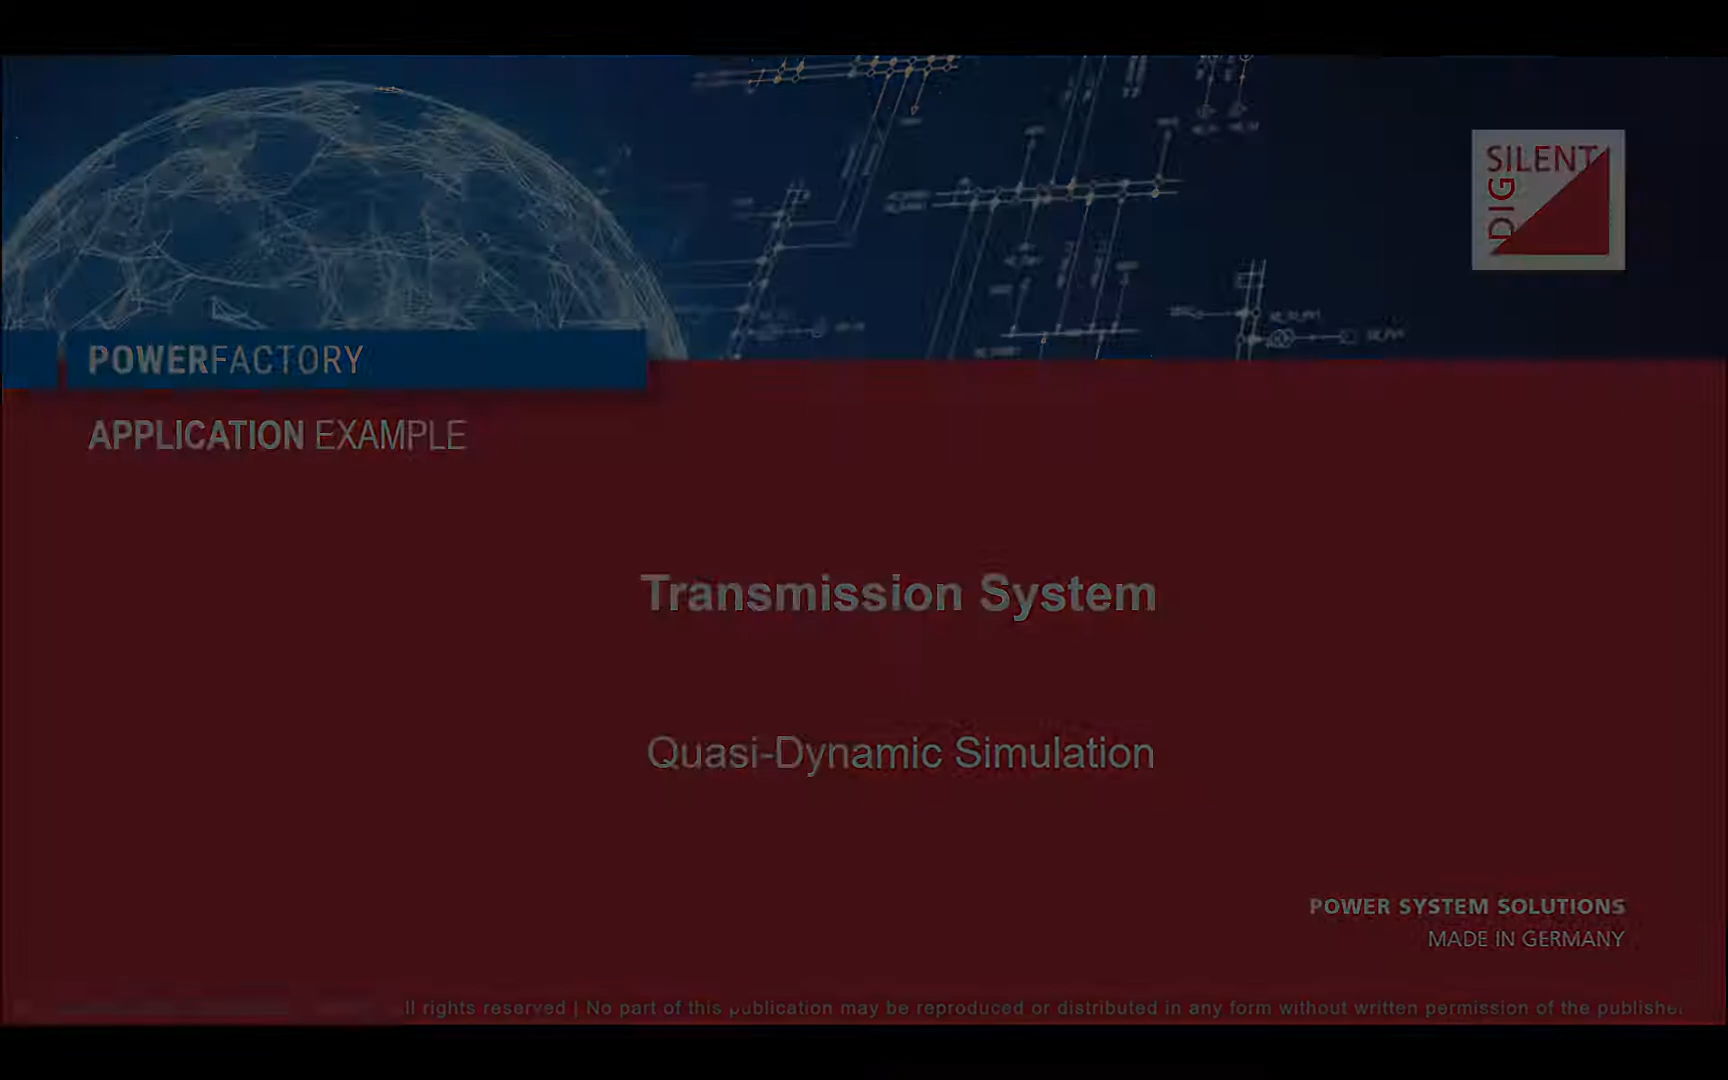 SILENT
DIG
POWERFACTORY
APPLICATION EXAMPLE
Transmission System
Quasi-Dynamic Simulation
POWER SYSTEM SOLUTIONS
MADE IN GERMANY
ll rights reserved | No part of this publication may be reproduced or distributed in any form without written permission of the publisher